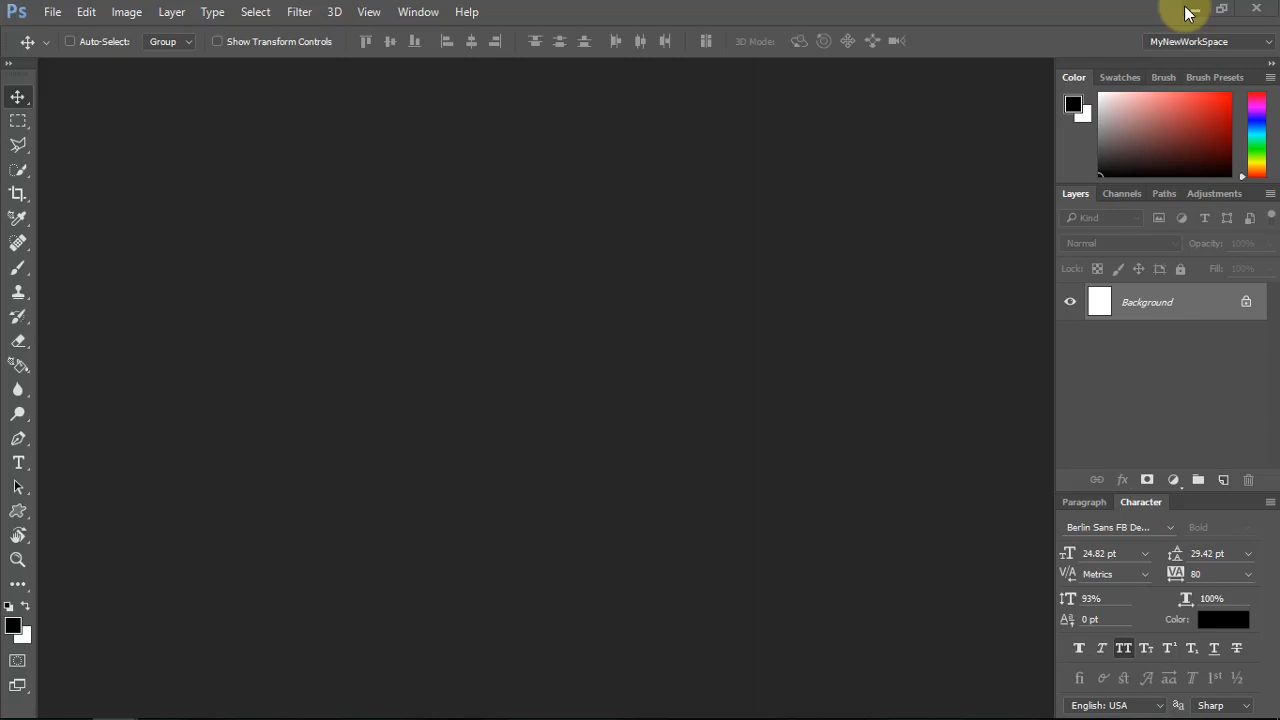 Ps File Edit Image Layer Type Select Filter 3D View Window Help
Auto-Select: Group Show Transform Controls 3D Mode: MyNewWorkSpace
Color Swatches Brush Brush Presets
Layers Channels Paths Adjustments
Kind
Normal Opacity: 100%
Lock: Fill: 100%
Background
Paragraph Character
Berlin Sans FB De... Bold
24.82 pt 29.42 pt
Metrics 80
93% 100%
0 pt Color:
English: USA Sharp